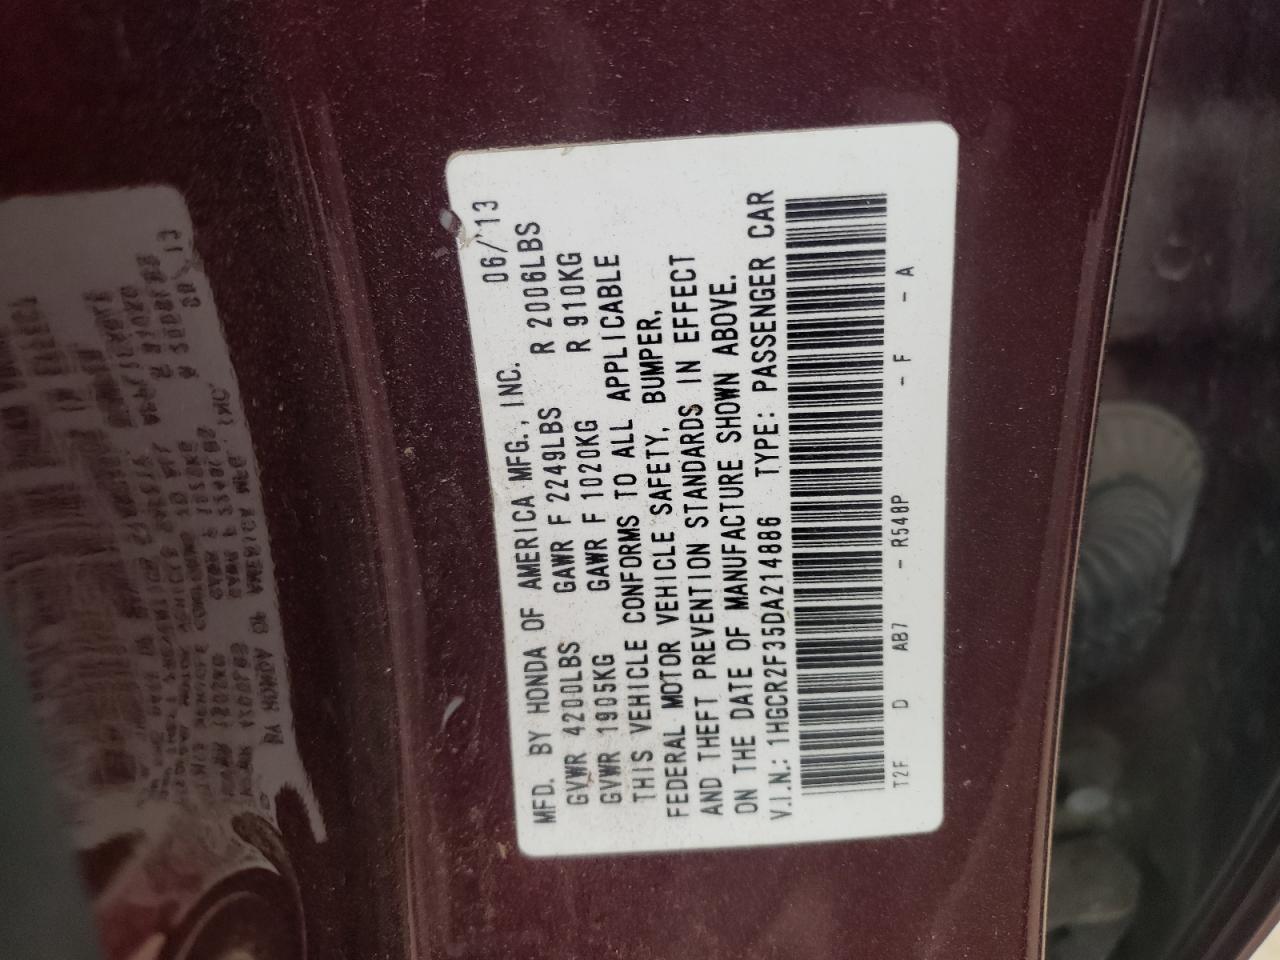 MFD. BY HONDA OF AMERICA MFG., INC. 06/13
GVWR 4200LBS GAWR F 2249LBS R 2006LBS
GVWR 1905KG GAWR F 1020KG R 910KG
THIS VEHICLE CONFORMS TO ALL APPLICABLE
FEDERAL MOTOR VEHICLE SAFETY, BUMPER,
AND THEFT PREVENTION STANDARDS IN EFFECT
ON THE DATE OF MANUFACTURE SHOWN ABOVE.
V.I.N.: 1HGCR2F35DA214886 TYPE: PASSENGER CAR
T2F D AB7 - R548P - F - A